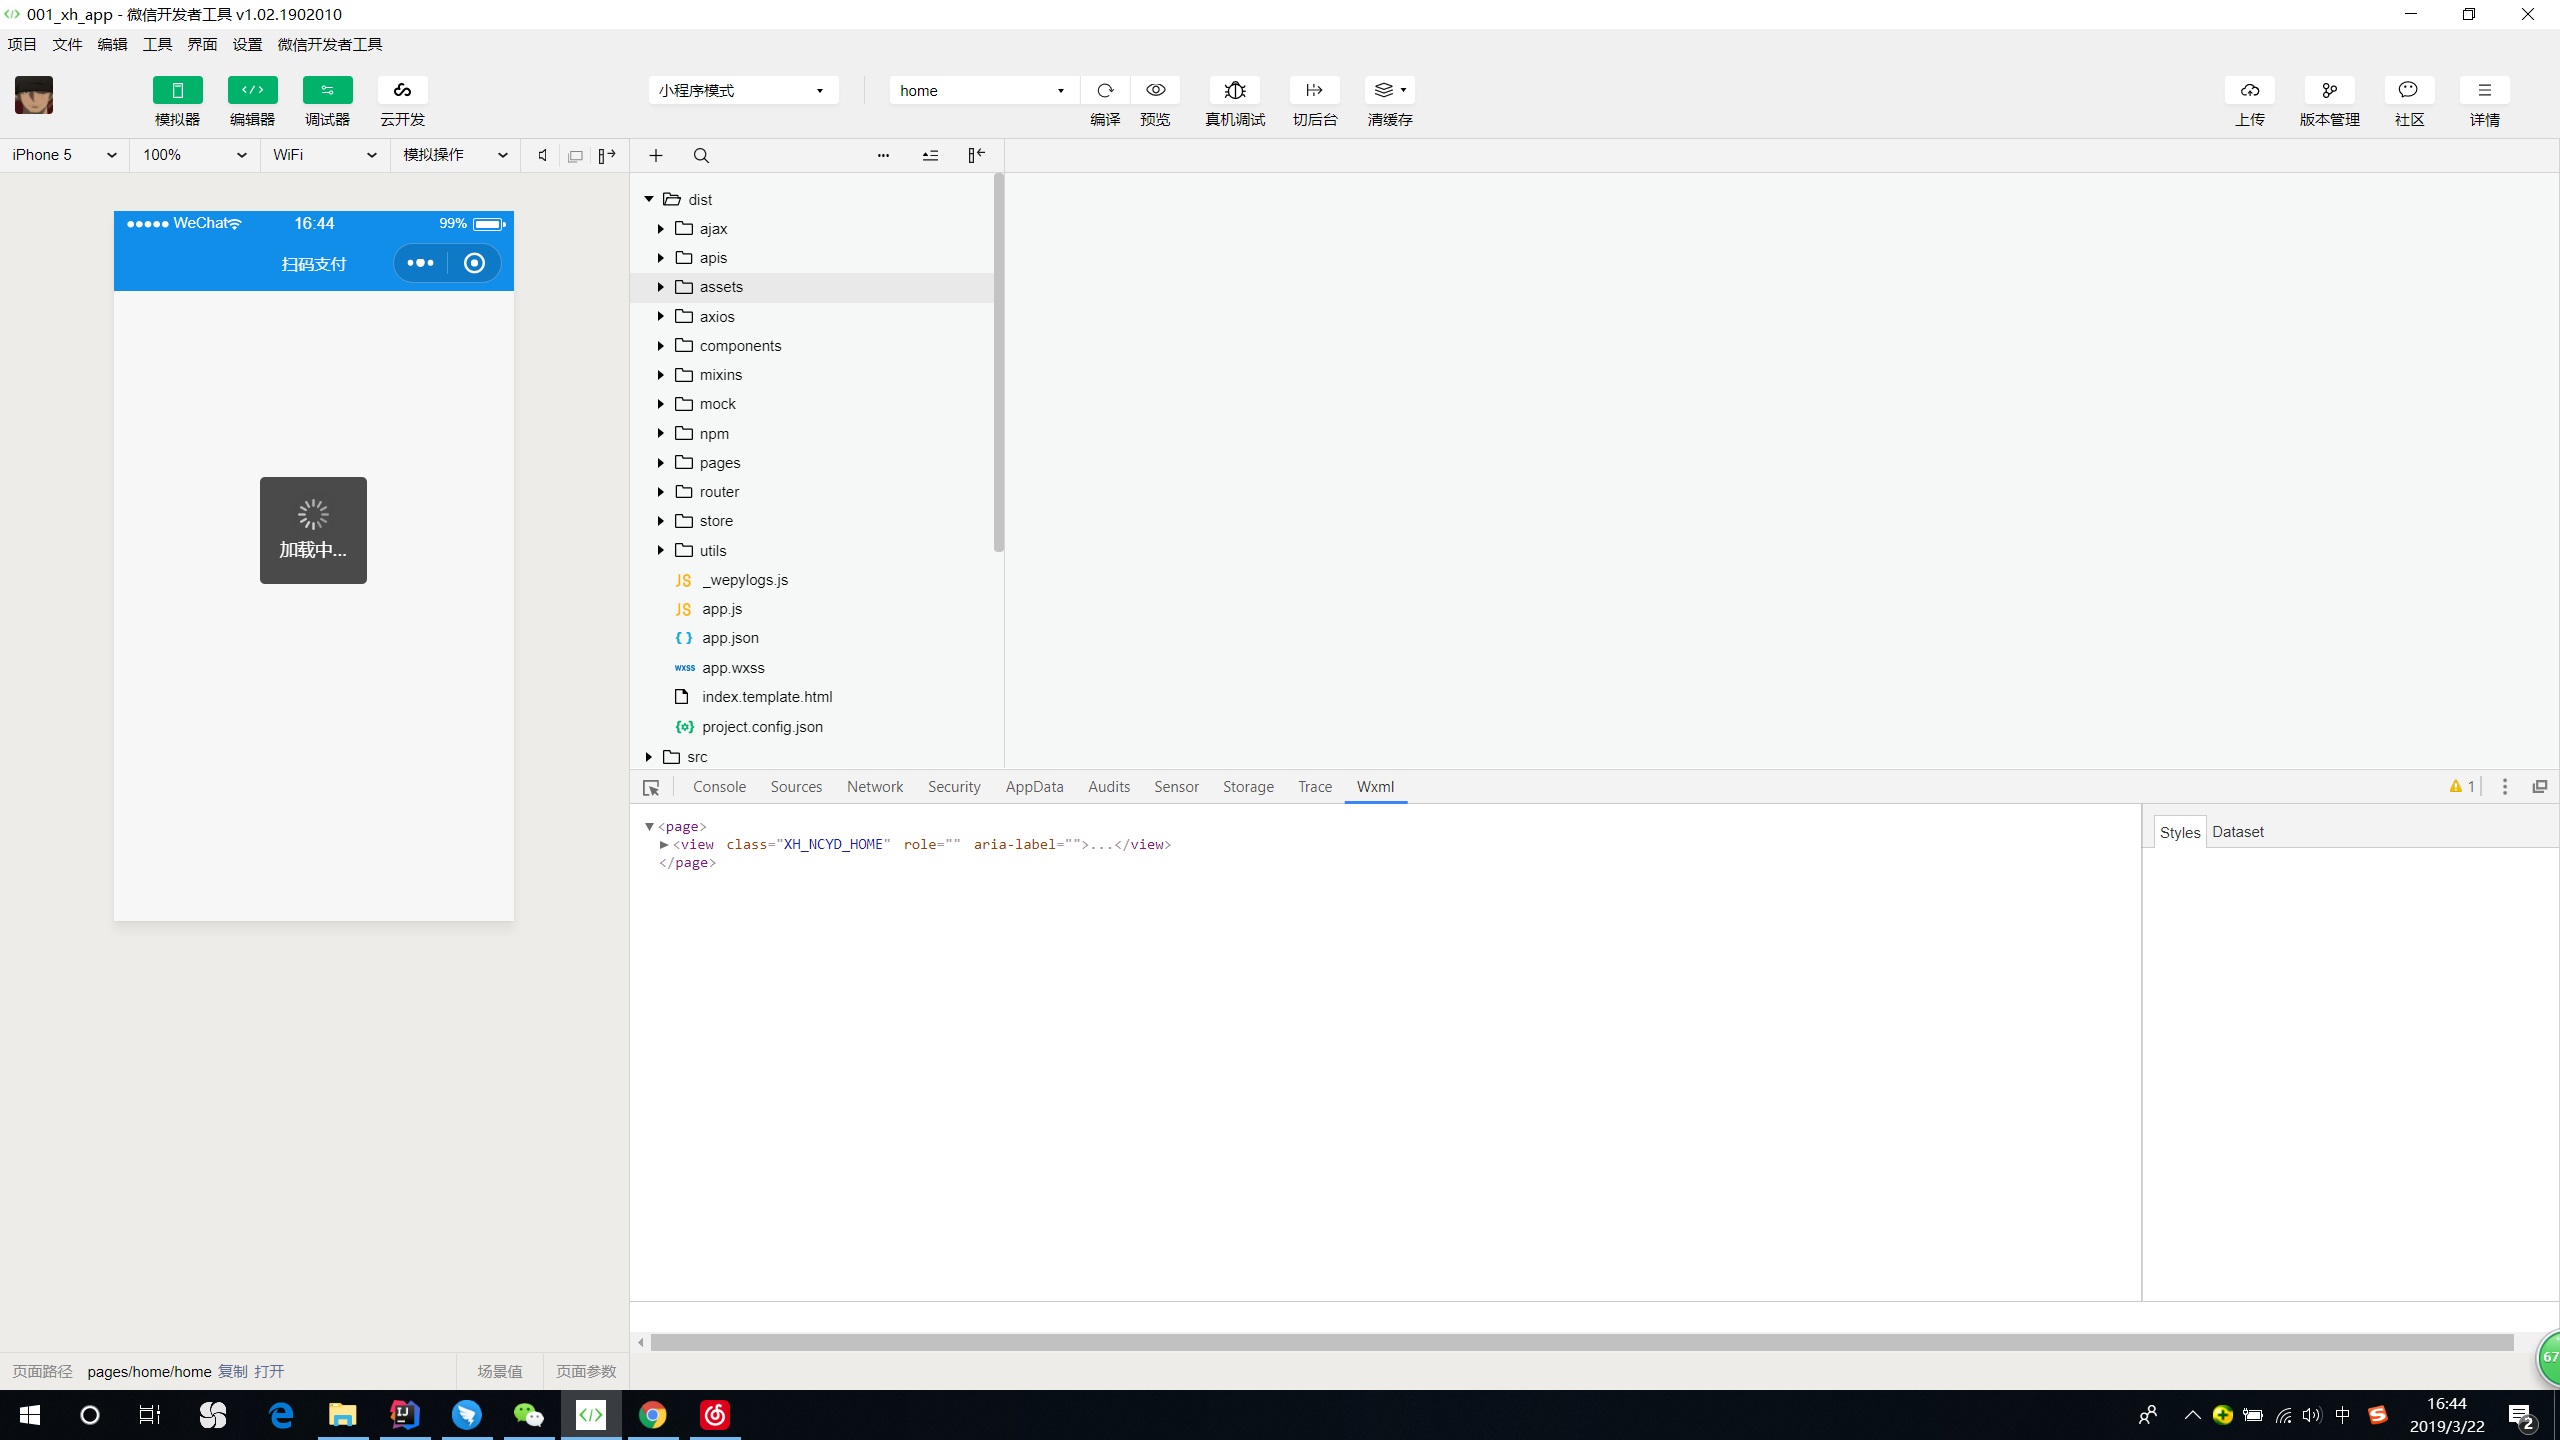 001_xh_app - 微信开发者工具 v1.02.1902010
项目 文件 编辑 工具 界面 设置 微信开发者工具
小程序模式 home
模拟器 编辑器 调试器 云开发 编译 预览 真机调试 切后台 清缓存 上传 版本管理 社区 详情
iPhone 5 100% WiFi 模拟操作
WeChat 16:44 99%
扫码支付
加载中...
dist
ajax
apis
assets
axios
components
mixins
mock
npm
pages
router
store
utils
JS _wepylogs.js
JS app.js
{ } app.json
wxss app.wxss
index.template.html
project.config.json
src
Console Sources Network Security AppData Audits Sensor Storage Trace Wxml 1
<page>
<view class="XH_NCYD_HOME" role="" aria-label="">...</view>
</page>
Styles Dataset
67
页面路径 pages/home/home 复制 打开 场景值 页面参数
中 16:44
2019/3/22 2